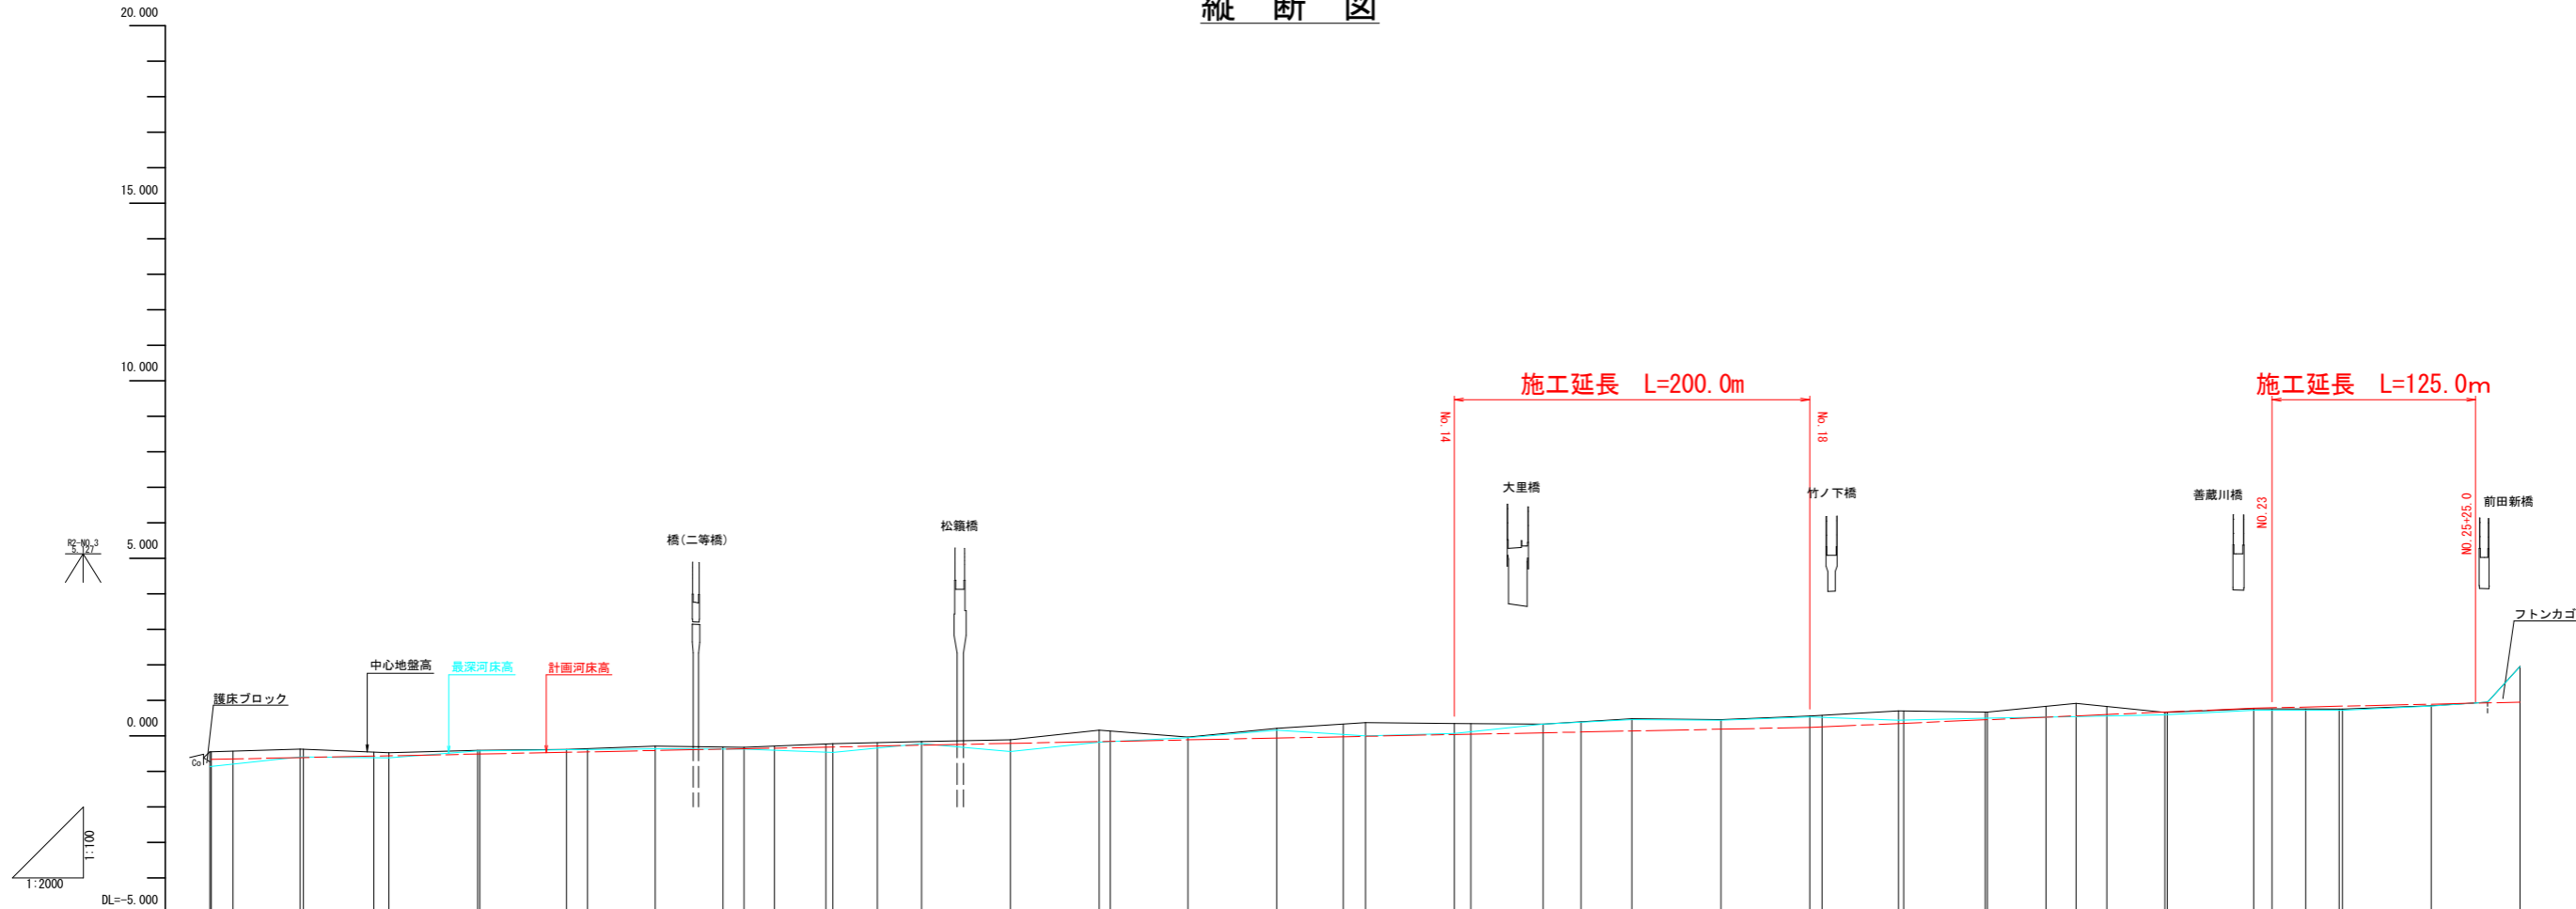 縦 断 図
20.000
15.000
10.000
5.000
0.000
DL=-5.000
R2-NO.3
5.127
1:100
1:2000
護床ブロック
Co
中心地盤高
最深河床高
計画河床高
橋(二等橋)
松籟橋
施工延長 L=200.0m
No.14
No.18
大里橋
竹ノ下橋
施工延長 L=125.0m
善蔵川橋
NO.23
NO.25+25.0
前田新橋
フトンカゴ